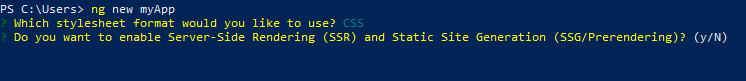 PS C:\Users> ng new myApp
? Which stylesheet format would you like to use? CSS
? Do you want to enable Server-Side Rendering (SSR) and Static Site Generation (SSG/Prerendering)? (y/N)